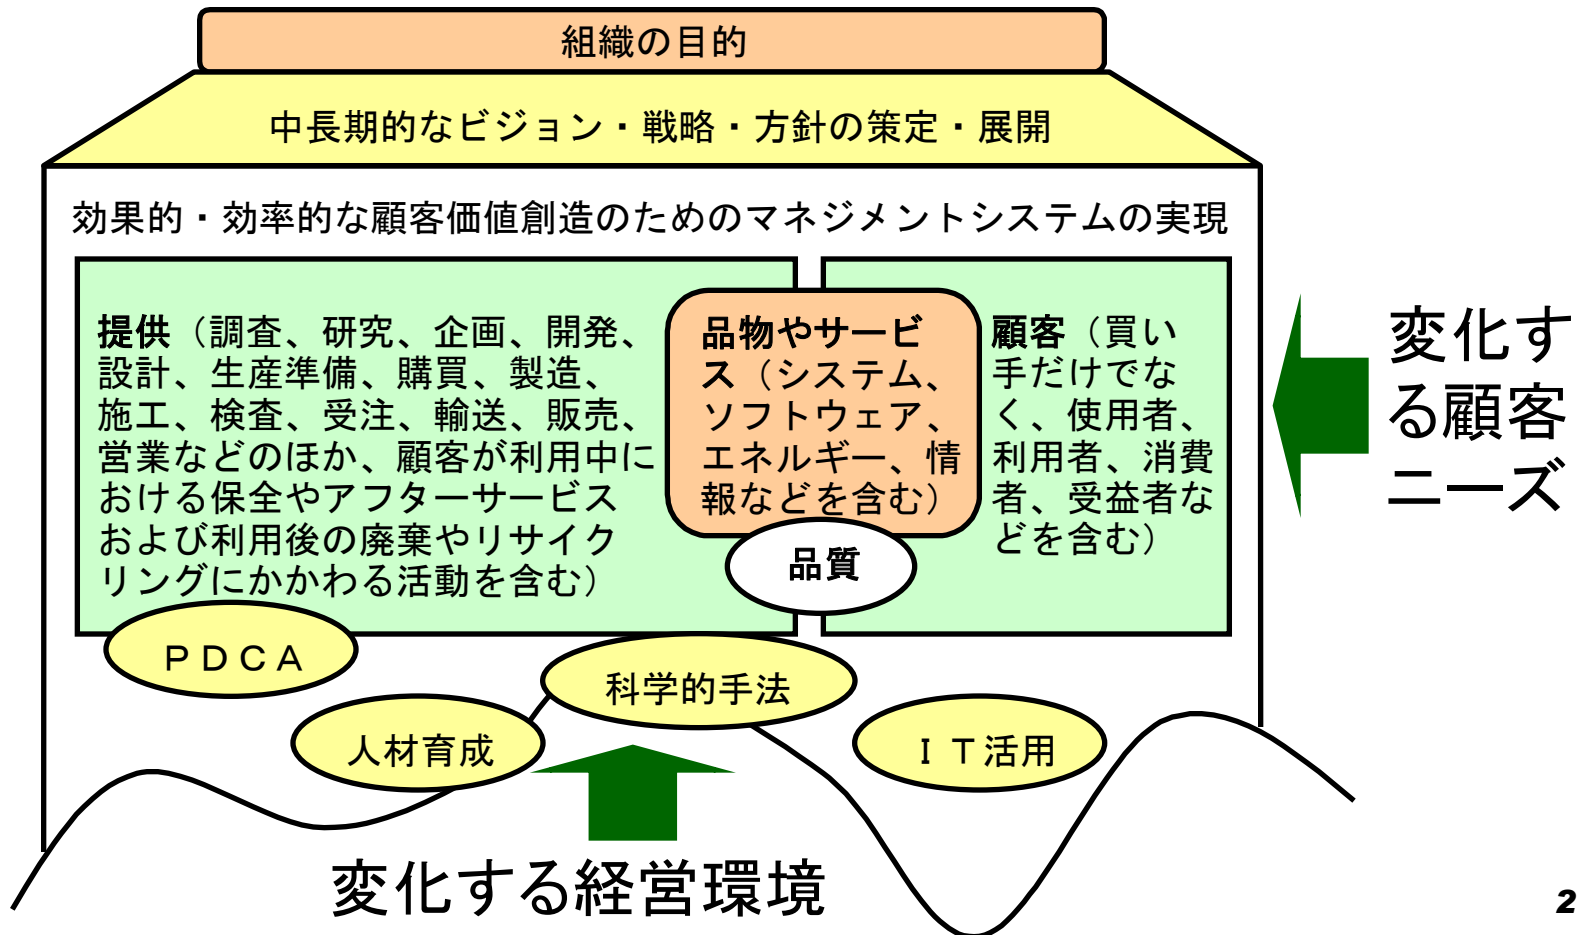 組織の目的
中長期的なビジョン・戦略・方針の策定・展開
効果的・効率的な顧客価値創造のためのマネジメントシステムの実現
提供（調査、研究、企画、開発、
設計、生産準備、購買、製造、
施工、検査、受注、輸送、販売、
営業などのほか、顧客が利用中に
おける保全やアフターサービス
および利用後の廃棄やリサイク
リングにかかわる活動を含む）
品物やサービ
ス（システム、
ソフトウェア、
エネルギー、情
報などを含む）
品質
顧客（買い
手だけでな
く、使用者、
利用者、消費
者、受益者な
どを含む）
変化す
る顧客
ニーズ
ＰＤＣＡ
科学的手法
人材育成
ＩＴ活用
変化する経営環境
2